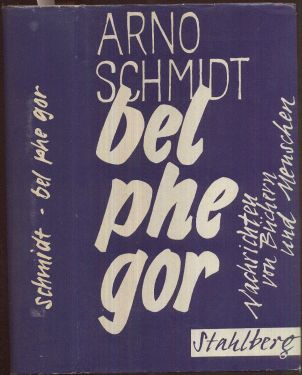 schmidt - bel phe gor
ARNO
SCHMIDT
bel
phe
gor
Nachrichten
von Büchern
und Menschen
Stahlberg